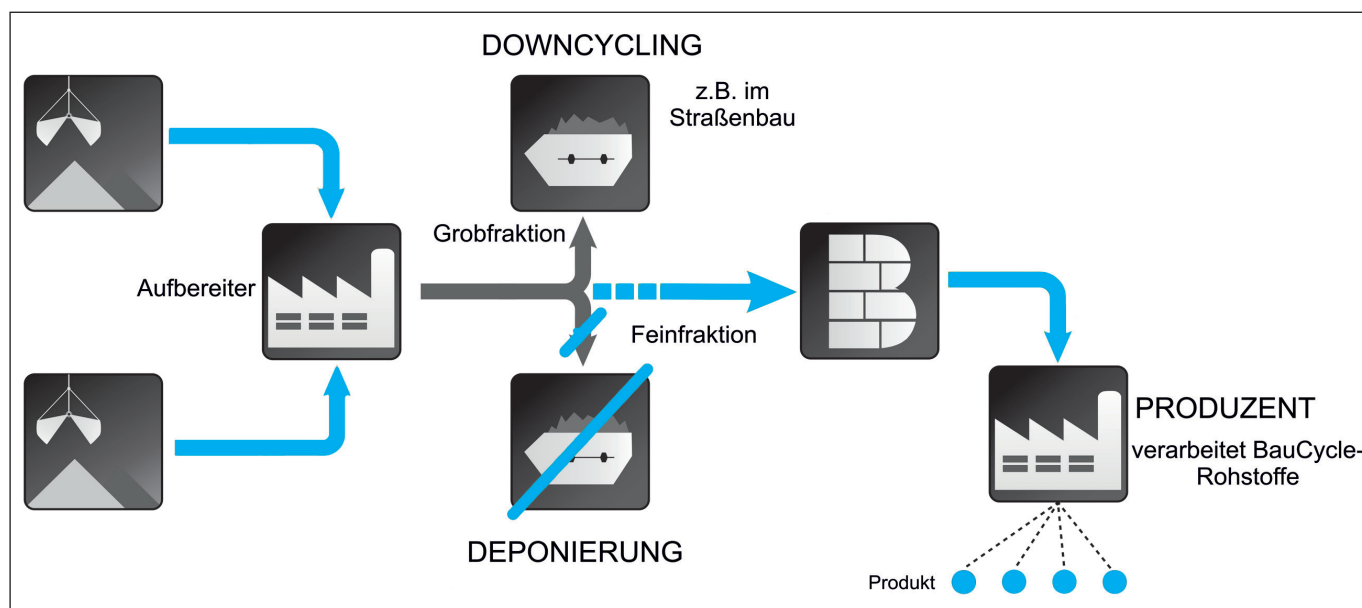 DOWNCYCLING
z.B. im
Straßenbau
Grobfraktion
Aufbereiter
Feinfraktion
B
DEPONIERUNG
PRODUZENT
verarbeitet BauCycle-
Rohstoffe
Produkt